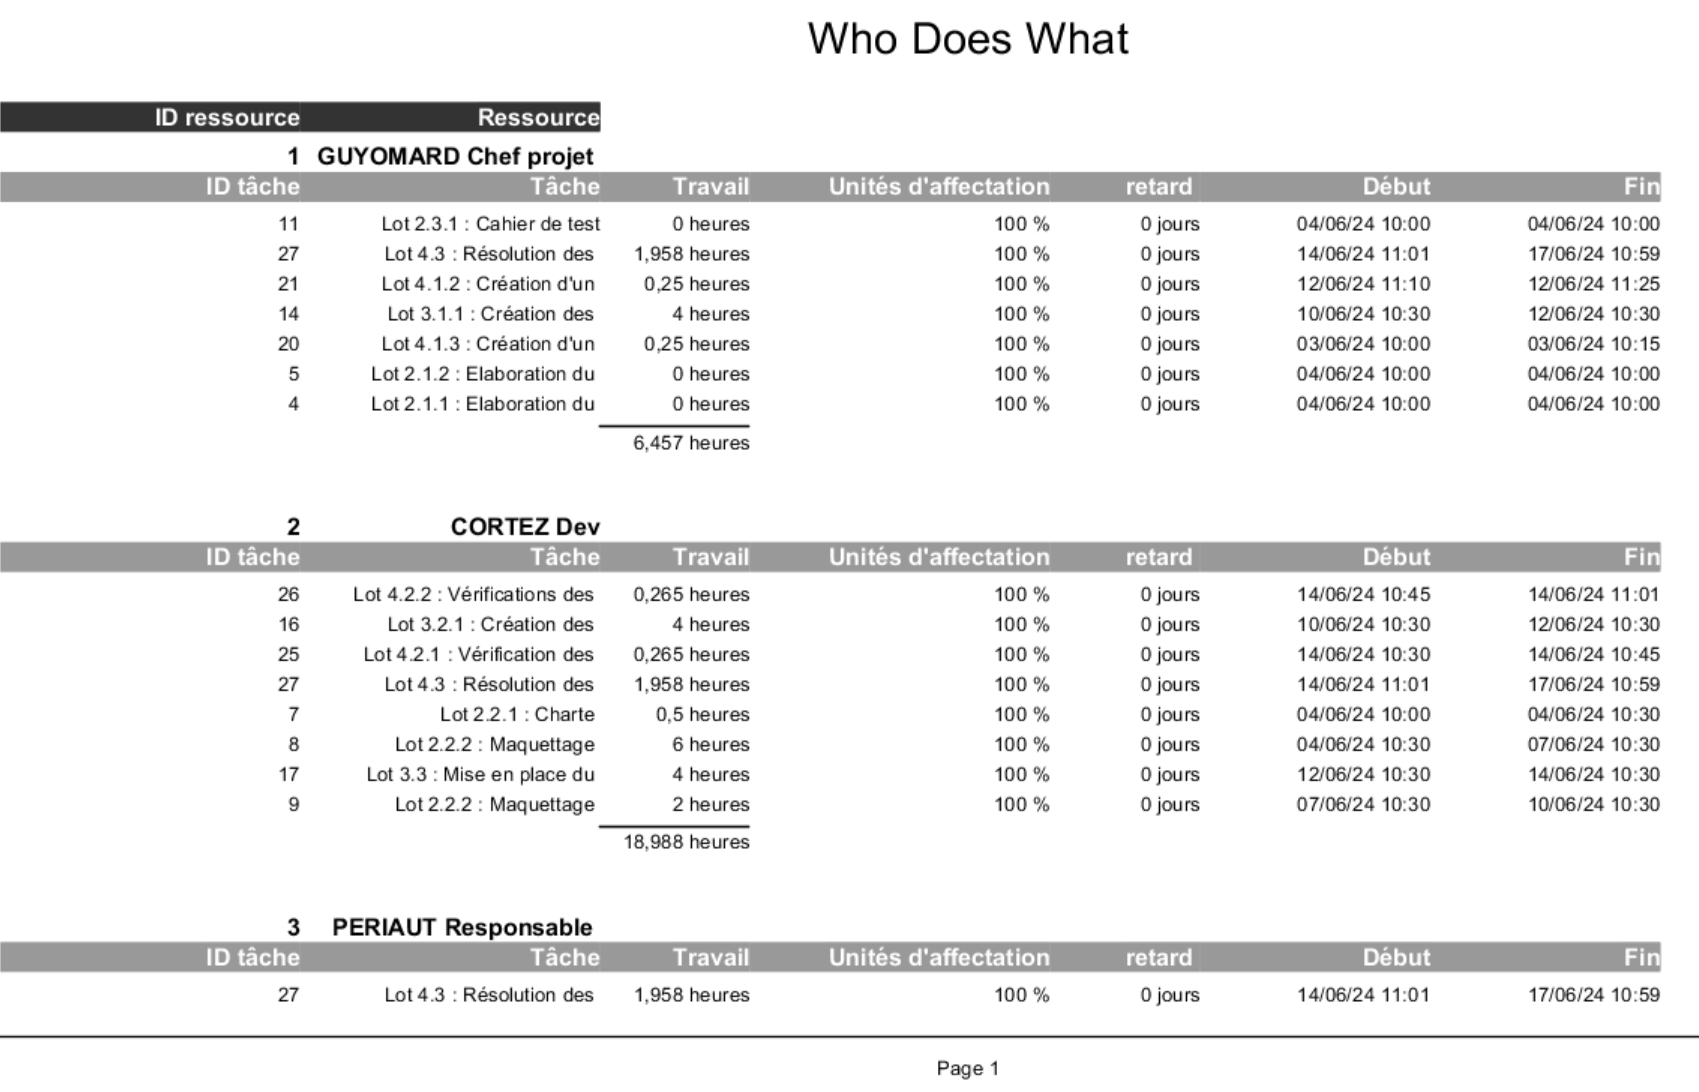 Who Does What
ID ressource Ressource
1 GUYOMARD Chef projet
ID tâche Tâche Travail Unités d'affectation retard Début Fin
11 Lot 2.3.1 : Cahier de test 0 heures 100 % 0 jours 04/06/24 10:00 04/06/24 10:00
27 Lot 4.3 : Résolution des 1,958 heures 100 % 0 jours 14/06/24 11:01 17/06/24 10:59
21 Lot 4.1.2 : Création d'un 0,25 heures 100 % 0 jours 12/06/24 11:10 12/06/24 11:25
14 Lot 3.1.1 : Création des 4 heures 100 % 0 jours 10/06/24 10:30 12/06/24 10:30
20 Lot 4.1.3 : Création d'un 0,25 heures 100 % 0 jours 03/06/24 10:00 03/06/24 10:15
5 Lot 2.1.2 : Elaboration du 0 heures 100 % 0 jours 04/06/24 10:00 04/06/24 10:00
4 Lot 2.1.1 : Elaboration du 0 heures 100 % 0 jours 04/06/24 10:00 04/06/24 10:00
6,457 heures
2 CORTEZ Dev
ID tâche Tâche Travail Unités d'affectation retard Début Fin
26 Lot 4.2.2 : Vérifications des 0,265 heures 100 % 0 jours 14/06/24 10:45 14/06/24 11:01
16 Lot 3.2.1 : Création des 4 heures 100 % 0 jours 10/06/24 10:30 12/06/24 10:30
25 Lot 4.2.1 : Vérification des 0,265 heures 100 % 0 jours 14/06/24 10:30 14/06/24 10:45
27 Lot 4.3 : Résolution des 1,958 heures 100 % 0 jours 14/06/24 11:01 17/06/24 10:59
7 Lot 2.2.1 : Charte 0,5 heures 100 % 0 jours 04/06/24 10:00 04/06/24 10:30
8 Lot 2.2.2 : Maquettage 6 heures 100 % 0 jours 04/06/24 10:30 07/06/24 10:30
17 Lot 3.3 : Mise en place du 4 heures 100 % 0 jours 12/06/24 10:30 14/06/24 10:30
9 Lot 2.2.2 : Maquettage 2 heures 100 % 0 jours 07/06/24 10:30 10/06/24 10:30
18,988 heures
3 PERIAUT Responsable
ID tâche Tâche Travail Unités d'affectation retard Début Fin
27 Lot 4.3 : Résolution des 1,958 heures 100 % 0 jours 14/06/24 11:01 17/06/24 10:59
Page 1